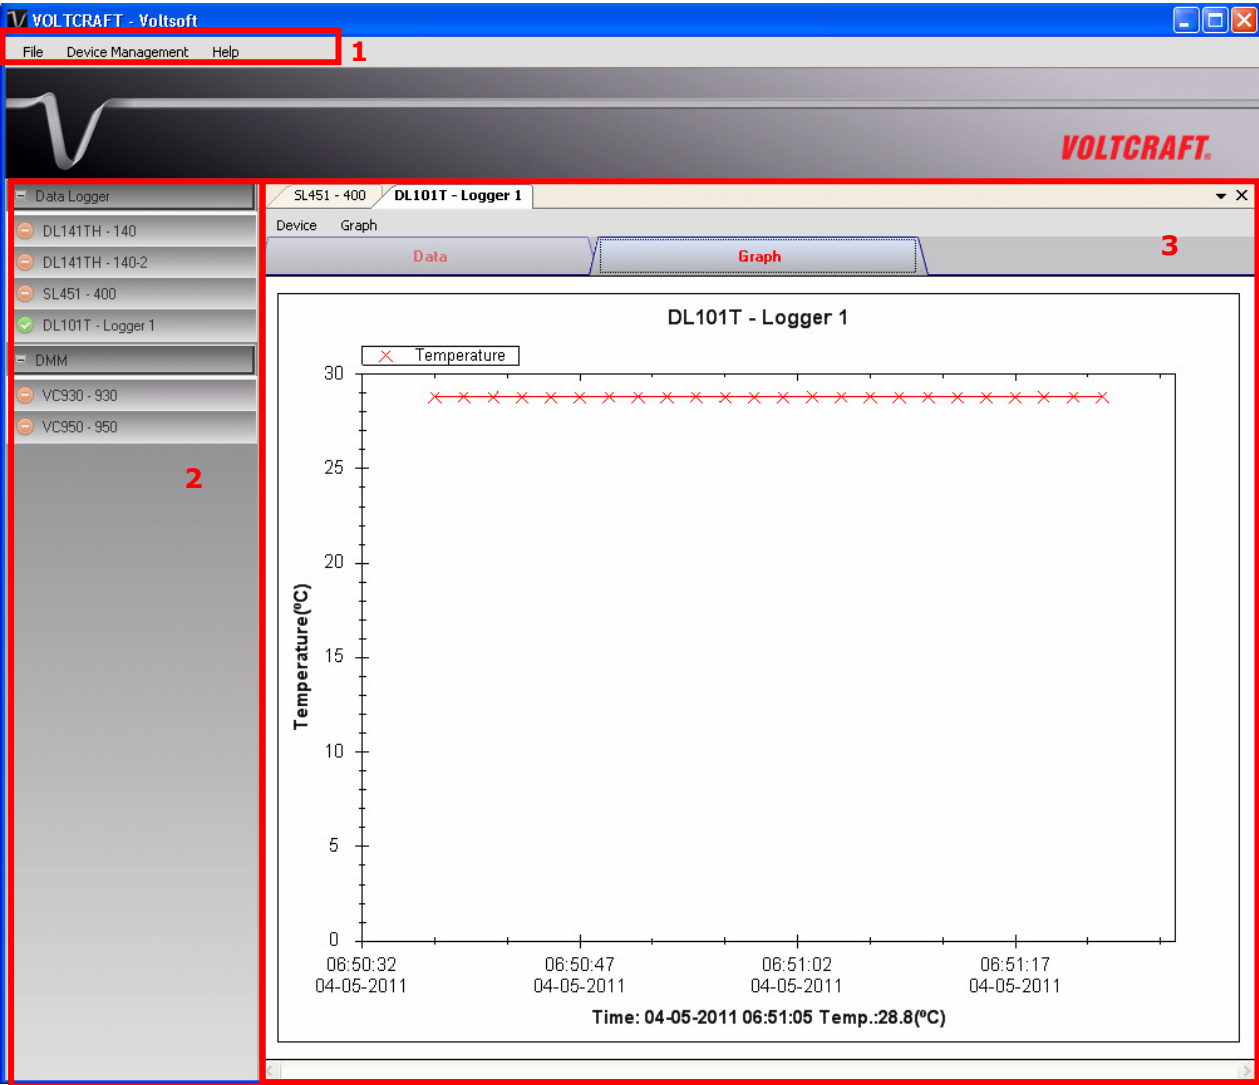 VOLTCRAFT - Voltsoft
File Device Management Help 1
VOLTCRAFT.
Data Logger
DL141TH - 140
DL141TH - 140-2
SL451 - 400
DL101T - Logger 1
DMM
VC930 - 930
VC950 - 950
2
SL451 - 400 DL101T - Logger 1
Device Graph
3
Data Graph
DL101T - Logger 1
Temperature
30
25
20
15
10
5
0
Temperature(ºC)
06:50:32 06:50:47 06:51:02 06:51:17
04-05-2011 04-05-2011 04-05-2011 04-05-2011
Time: 04-05-2011 06:51:05 Temp.:28.8(ºC)